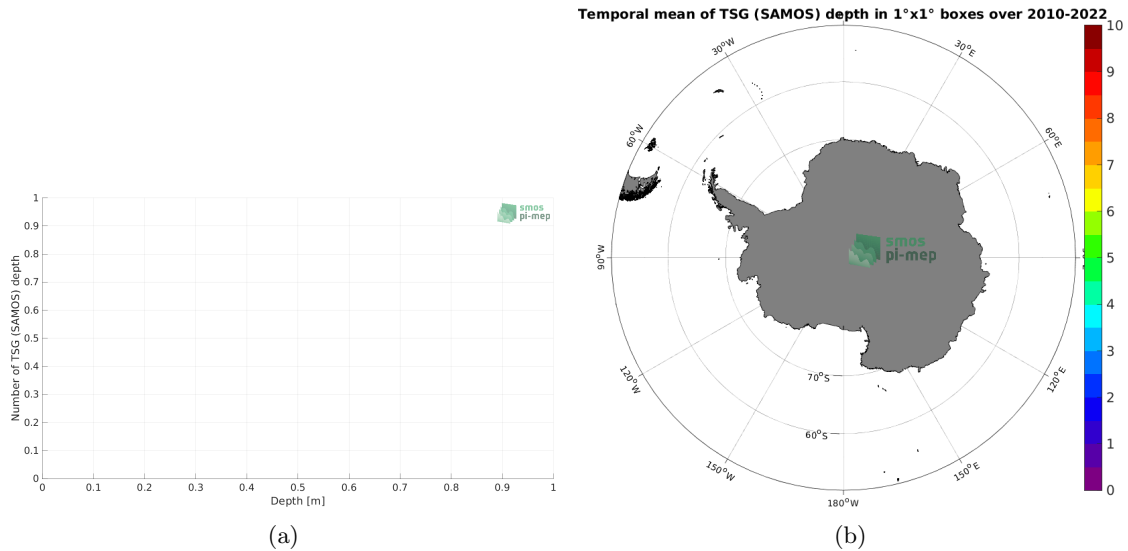 Temporal mean of TSG (SAMOS) depth in 1°x1° boxes over 2010-2022
30°W
30°E
60°W
60°E
90°W
120°W
120°E
150°W
150°E
180°W
70°S
60°S
smos
pi-mep
10
9
8
7
6
5
4
3
2
1
0
Number of TSG (SAMOS) depth
1
0.9
0.8
0.7
0.6
0.5
0.4
0.3
0.2
0.1
0
smos
pi-mep
0
0.1
0.2
0.3
0.4
0.5
0.6
0.7
0.8
0.9
1
Depth [m]
(a)
(b)